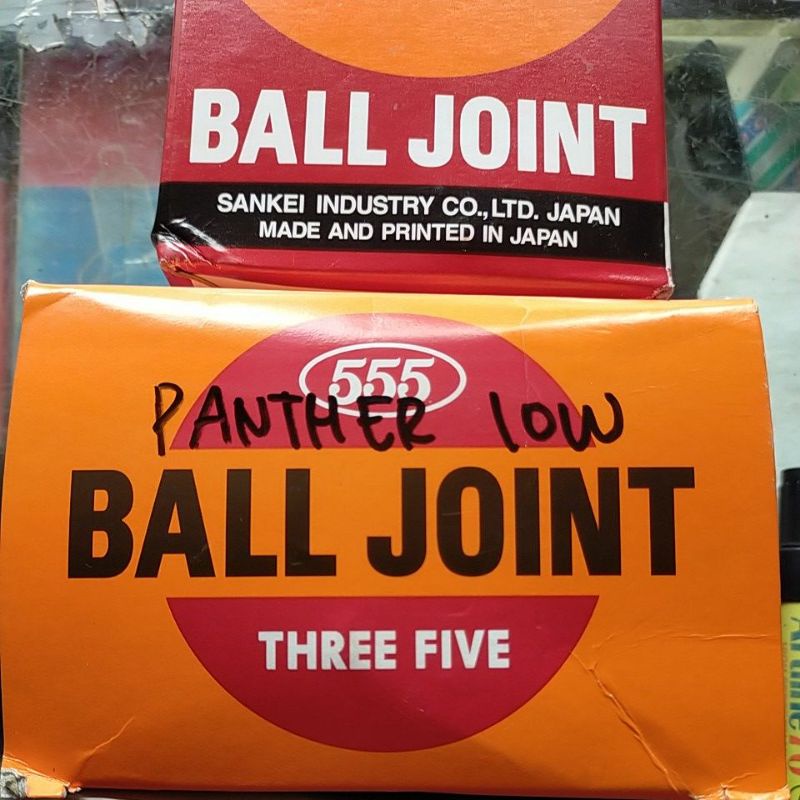 BALL JOINT
SANKEI INDUSTRY CO.,LTD. JAPAN
MADE AND PRINTED IN JAPAN
555
PANTHER LOW
BALL JOINT
THREE FIVE